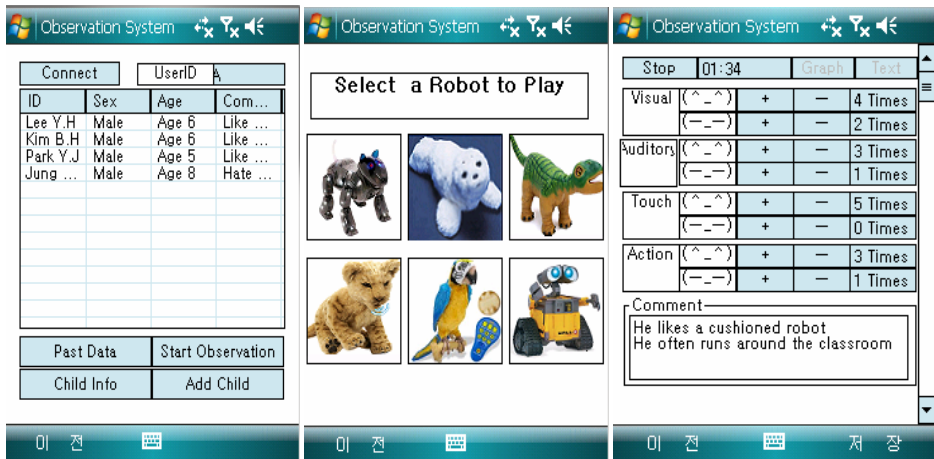 Observation System
Connect UserID A
ID Sex Age Com...
Lee Y.H Male Age 6 Like ...
Kim B.H Male Age 6 Like ...
Park Y.J Male Age 5 Like ...
Jung ... Male Age 8 Hate ...
Past Data Start Observation
Child Info Add Child
이 전
Observation System
Select a Robot to Play
이 전
Observation System
Stop 01:34 Graph Text
Visual (^_^) + — 4 Times
(—_—) + — 2 Times
Auditory (^_^) + — 3 Times
(—_—) + — 1 Times
Touch (^_^) + — 5 Times
(—_—) + — 0 Times
Action (^_^) + — 3 Times
(—_—) + — 1 Times
Comment
He likes a cushioned robot
He often runs around the classroom
이 전 저 장